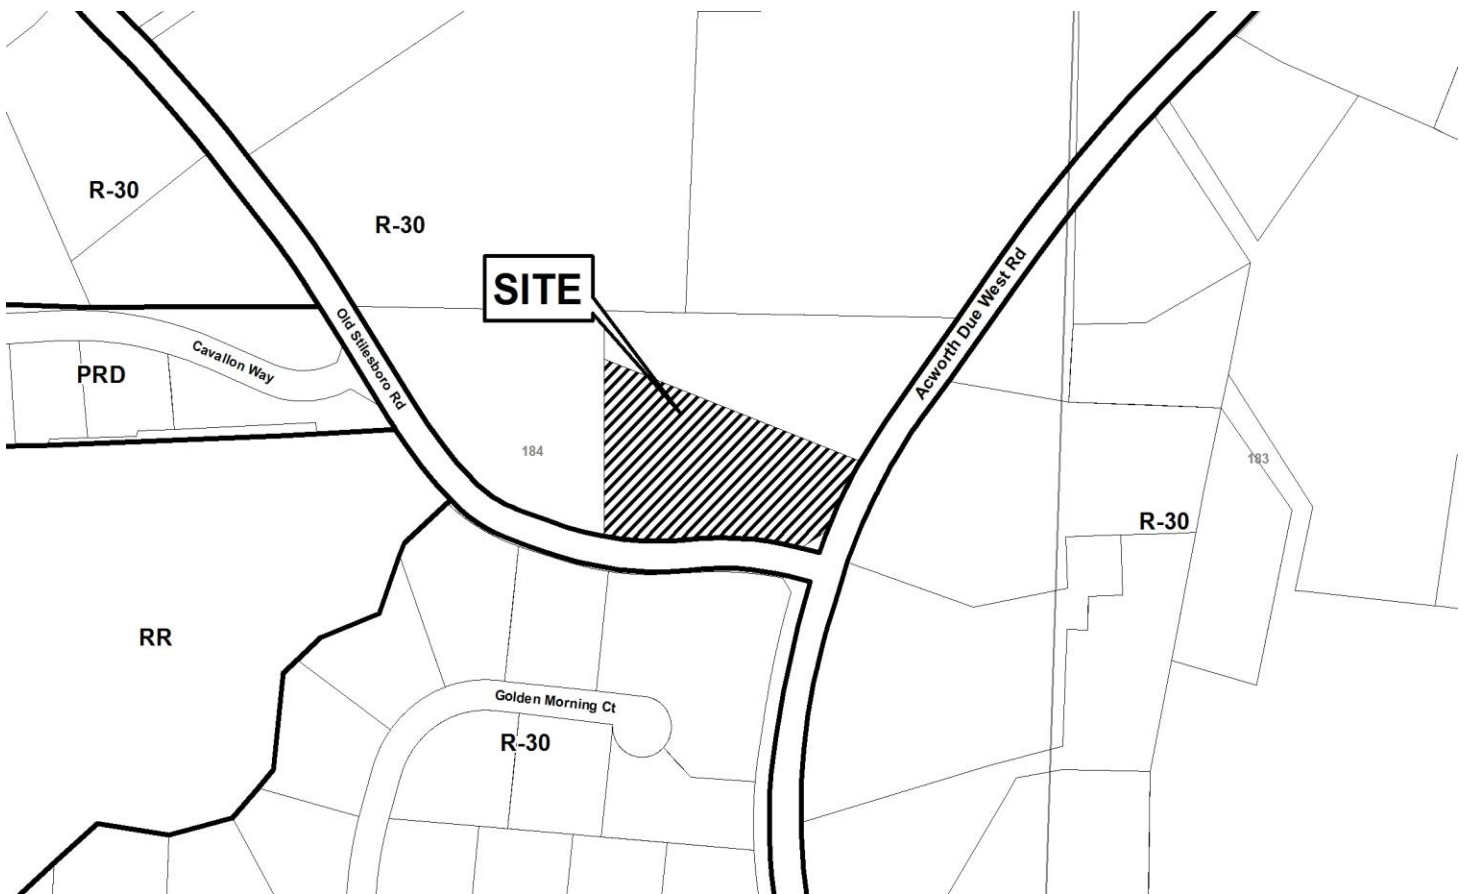 R-30
R-30
SITE
Old Stilesboro Rd
Acworth Due West Rd
Cavallon Way
PRD
184
183
R-30
RR
Golden Morning Ct
R-30